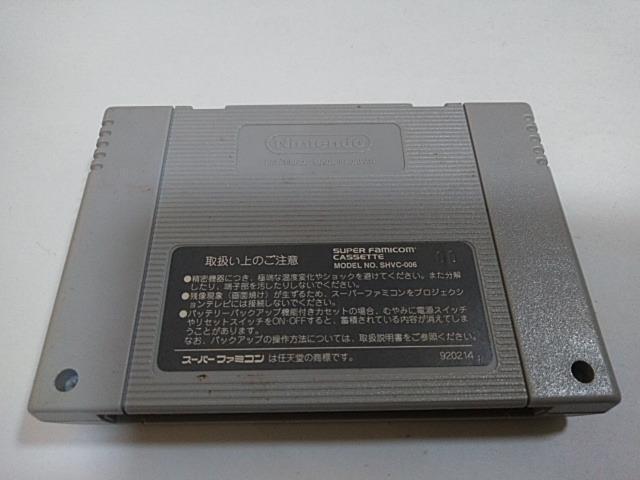 Nintendo
取扱い上のご注意
SUPER FAMICOM
CASSETTE
MODEL NO. SHVC-006
00
●精密機器につき、極端な温度変化やショックを避けてください。また分解
したり、端子部を汚したりしないでください。
●残像現象（画面焼け）が生ずるため、スーパーファミコンをプロジェクシ
ョンテレビには接続しないでください。
●バッテリーバックアップ機能付きカセットの場合、むやみに電源スイッチ
やリセットスイッチをON・OFFすると、蓄積されている内容が消えてしま
うことがあります。
なお、バックアップの操作方法については、取扱説明書をご参照ください。
スーパーファミコン は任天堂の商標です。
920214